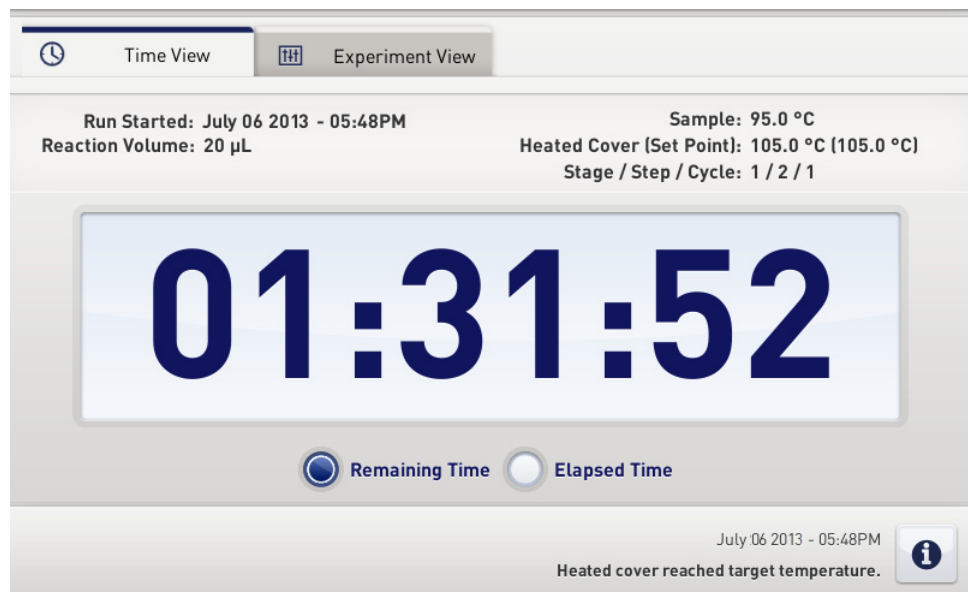 Time View
Experiment View
Run Started: July 06 2013 - 05:48PM
Reaction Volume: 20 µL
Sample: 95.0 °C
Heated Cover (Set Point): 105.0 °C (105.0 °C)
Stage / Step / Cycle: 1 / 2 / 1
01:31:52
Remaining Time
Elapsed Time
July 06 2013 - 05:48PM
Heated cover reached target temperature.